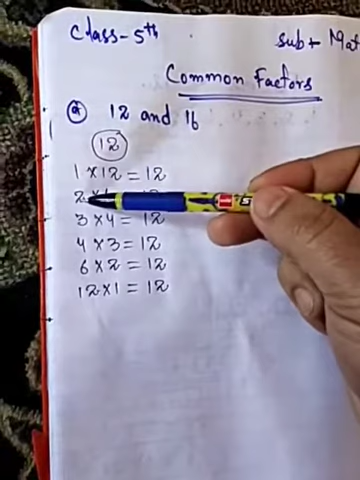 Class-5th
sub+ Mat
Common Factors
Q 12 and 16
12
1 × 12 = 12
2 ×
3 × 4 = 12
4 × 3 = 12
6 × 2 = 12
12 × 1 = 12